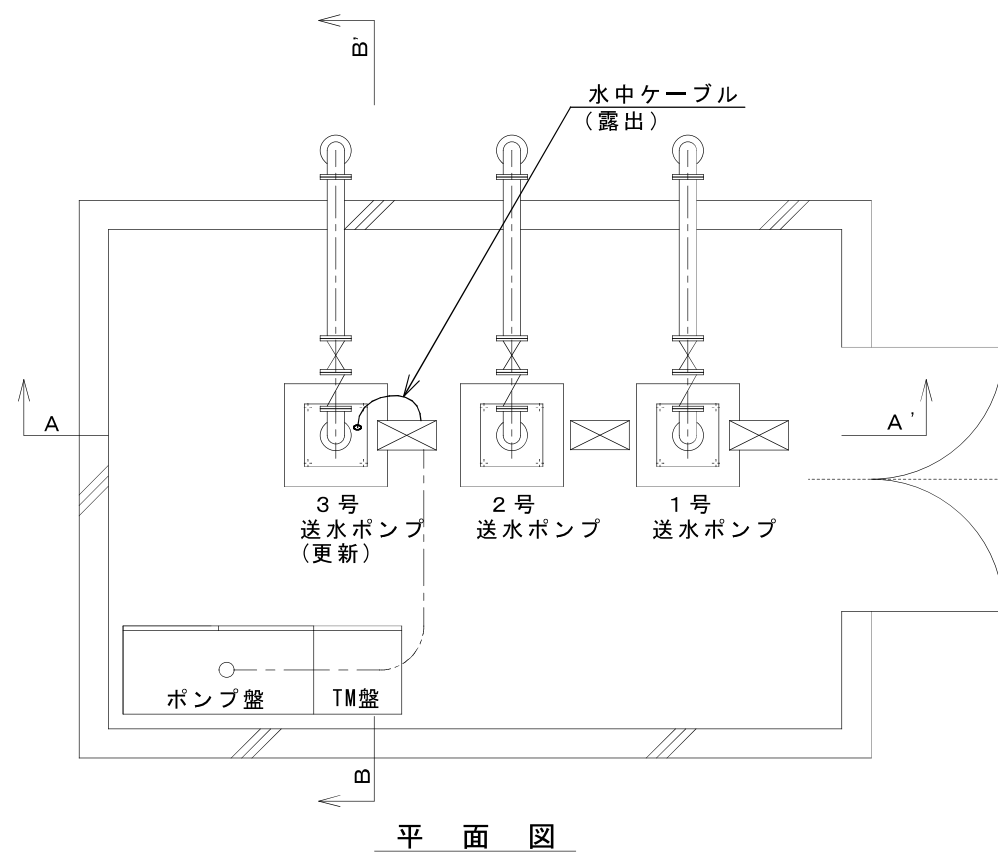 B'
水中ケーブル
(露出)
A
A'
3号
送水ポンプ
(更新)
2号
送水ポンプ
1号
送水ポンプ
ポンプ盤
TM盤
B
平面図